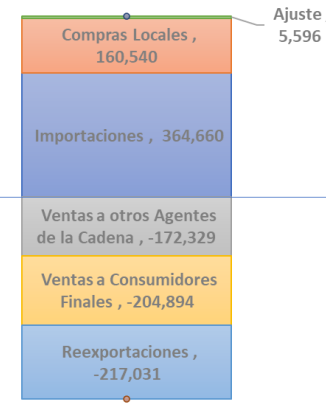 Ajuste ,
5,596
Compras Locales ,
160,540
Importaciones , 364,660
Ventas a otros Agentes
de la Cadena , -172,329
Ventas a Consumidores
Finales , -204,894
Reexportaciones ,
-217,031